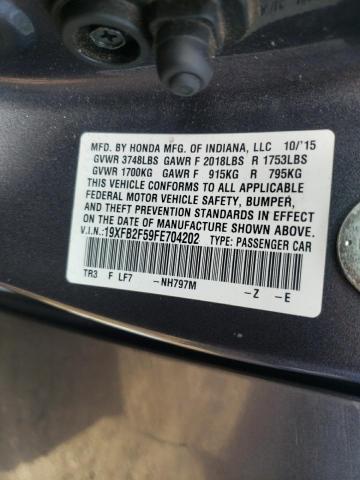 MFD. BY HONDA MFG. OF INDIANA, LLC 10/'15
GVWR 3748LBS GAWR F 2018LBS R 1753LBS
GVWR 1700KG GAWR F 915KG R 795KG
THIS VEHICLE CONFORMS TO ALL APPLICABLE
FEDERAL MOTOR VEHICLE SAFETY, BUMPER,
AND THEFT PREVENTION STANDARDS IN EFFECT
ON THE DATE OF MANUFACTURE SHOWN ABOVE.
V.I.N.:19XFB2F59FE704202 TYPE: PASSENGER CAR
TR3 F LF7 -NH797M -Z -E